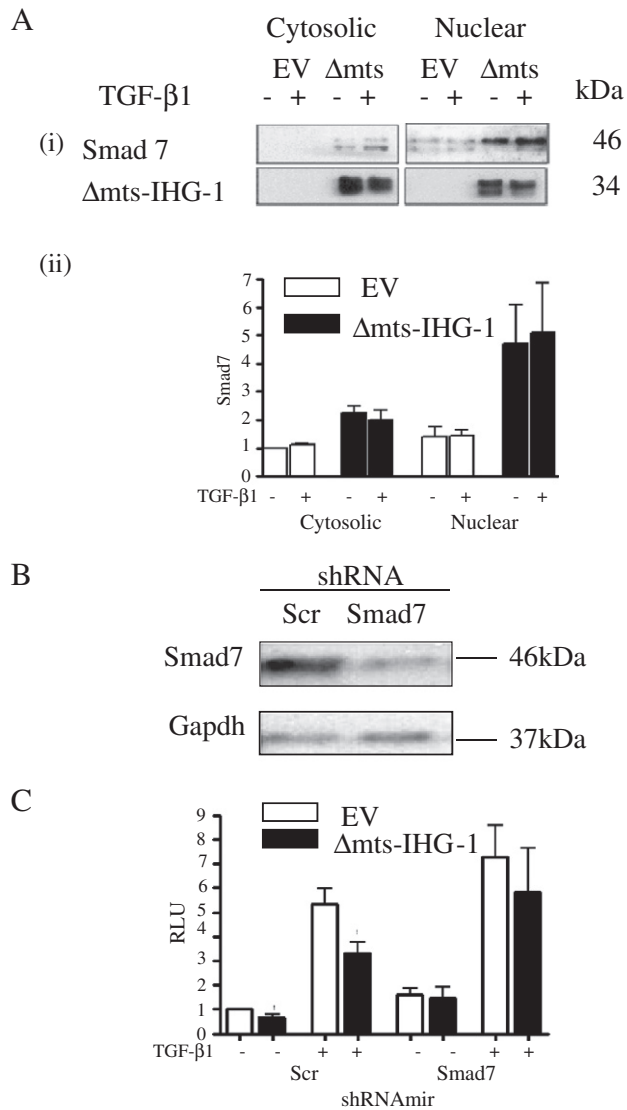 A
Cytosolic Nuclear
EV Δmts EV Δmts
TGF-β1 - + - + - + - + kDa
(i) Smad 7 46
Δmts-IHG-1 34
(ii)
7
6
5
4
3
2
1
0
Smad7
EV
Δmts-IHG-1
TGF-β1 - + - + - + - +
Cytosolic Nuclear
B
shRNA
Scr Smad7
Smad7 46kDa
Gapdh 37kDa
C
9
8
7
6
5
4
3
2
1
0
RLU
EV
Δmts-IHG-1
TGF-β1 - - + + - - + +
Scr Smad7
shRNAmir